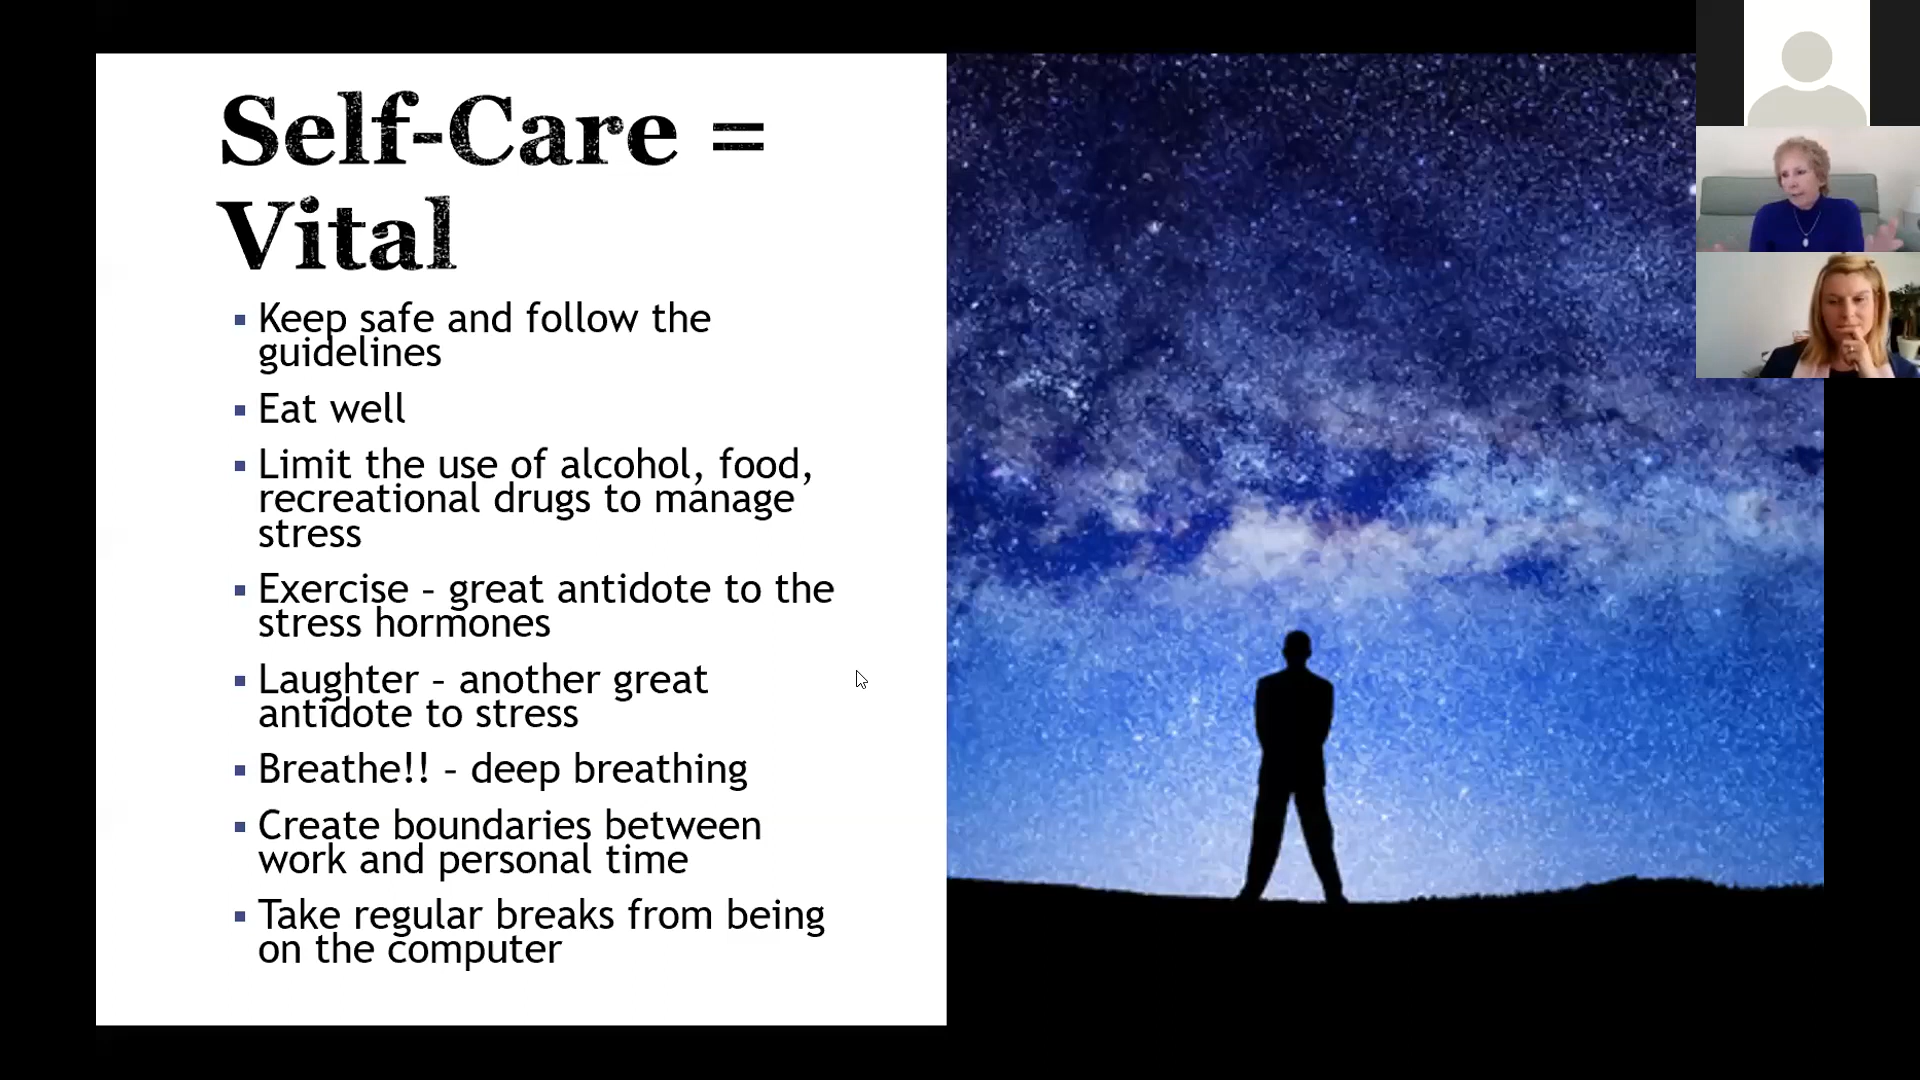 Self-Care =
Vital
▪ Keep safe and follow the
guidelines
▪ Eat well
▪ Limit the use of alcohol, food,
recreational drugs to manage
stress
▪ Exercise – great antidote to the
stress hormones
▪ Laughter – another great
antidote to stress
▪ Breathe!! – deep breathing
▪ Create boundaries between
work and personal time
▪ Take regular breaks from being
on the computer